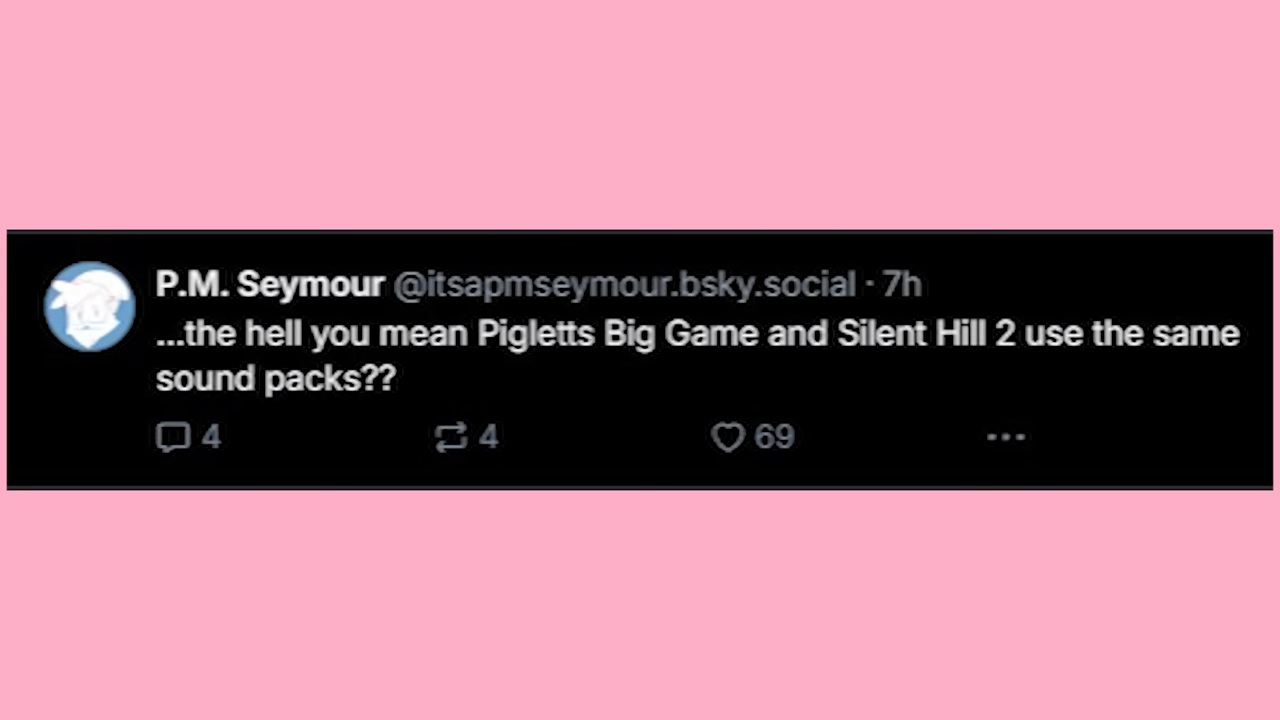 P.M. Seymour @itsapmseymour.bsky.social · 7h
...the hell you mean Pigletts Big Game and Silent Hill 2 use the same
sound packs??
4 4 69